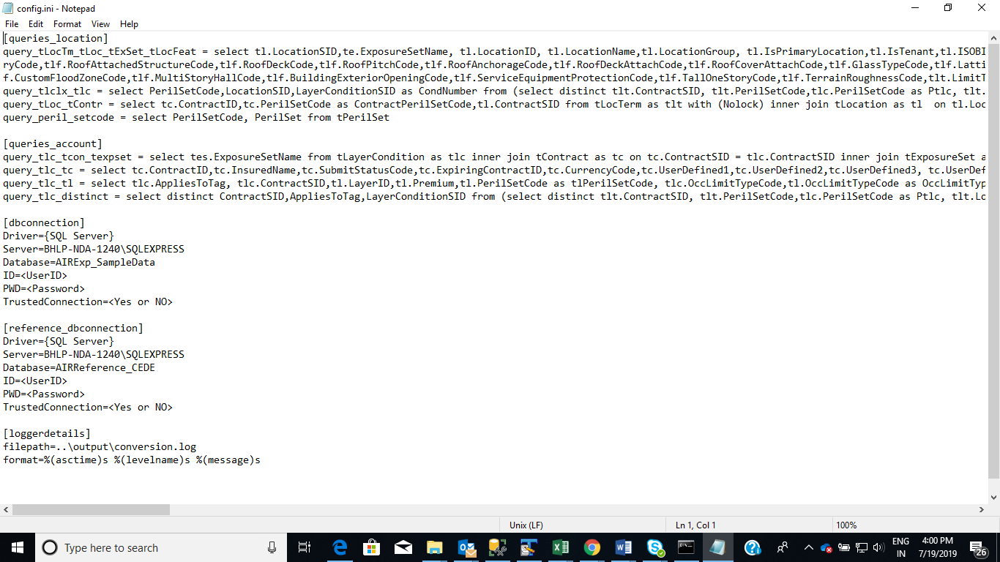 config.ini - Notepad
File Edit Format View Help
[queries_location]
query_tLocTm_tLoc_tExSet_tLocFeat = select tl.LocationSID,te.ExposureSetName, tl.LocationID, tl.LocationName,tl.LocationGroup, tl.IsPrimaryLocation,tl.IsTenant,tl.ISOBI
ryCode,tlf.RoofAttachedStructureCode,tlf.RoofDeckCode,tlf.RoofPitchCode,tlf.RoofAnchorageCode,tlf.RoofDeckAttachCode,tlf.RoofCoverAttachCode,tlf.GlassTypeCode,tlf.Latti
f.CustomFloodZoneCode,tlf.MultiStoryHallCode,tlf.BuildingExteriorOpeningCode,tlf.ServiceEquipmentProtectionCode,tlf.TallOneStoryCode,tlf.TerrainRoughnessCode,tlt.LimitT
query_tlclx_tlc = select PerilSetCode,LocationSID,LayerConditionSID as CondNumber from (select distinct tlt.ContractSID, tlt.PerilSetCode,tlc.PerilSetCode as Ptlc, tlt.
query_tLoc_tContr = select tc.ContractID,tc.PerilSetCode as ContractPerilSetCode,tl.ContractSID from tLocTerm as tlt with (Nolock) inner join tLocation as tl  on tl.Loc
query_peril_setcode = select PerilSetCode, PerilSet from tPerilSet
[queries_account]
query_tlc_tcon_texpset = select tes.ExposureSetName from tLayerCondition as tlc inner join tContract as tc on tc.ContractSID = tlc.ContractSID inner join tExposureSet a
query_tlc_tc = select tc.ContractID,tc.InsuredName,tc.SubmitStatusCode,tc.ExpiringContractID,tc.CurrencyCode,tc.UserDefined1,tc.UserDefined2,tc.UserDefined3, tc.UserDef
query_tlc_tl = select tlc.AppliesToTag, tlc.ContractSID,tl.LayerID,tl.Premium,tl.PerilSetCode as tlPerilSetCode, tlc.OccLimitTypeCode,tl.OccLimitTypeCode as OccLimitTyp
query_tlc_distinct = select distinct ContractSID,AppliesToTag,LayerConditionSID from (select distinct tlt.ContractSID, tlt.PerilSetCode,tlc.PerilSetCode as Ptlc, tlt.Lo
[dbconnection]
Driver={SQL Server}
Server=BHLP-NDA-1240\SQLEXPRESS
Database=AIRExp_SampleData
ID=<UserID>
PWD=<Password>
TrustedConnection=<Yes or NO>
[reference_dbconnection]
Driver={SQL Server}
Server=BHLP-NDA-1240\SQLEXPRESS
Database=AIRReference_CEDE
ID=<UserID>
PWD=<Password>
TrustedConnection=<Yes or NO>
[loggerdetails]
filepath=..\output\conversion.log
format=%(asctime)s %(levelname)s %(message)s
Unix (LF) Ln 1, Col 1 100%
Type here to search
ENG
IN
4:00 PM
7/19/2019
26